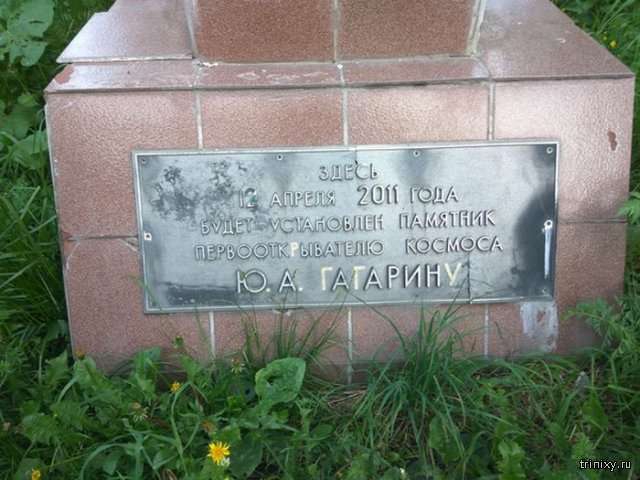 ЗДЕСЬ
12 АПРЕЛЯ 2011 ГОДА
БУДЕТ УСТАНОВЛЕН ПАМЯТНИК
ПЕРВООТКРЫВАТЕЛЮ КОСМОСА
Ю. А. ГАГАРИНУ
trinixy.ru